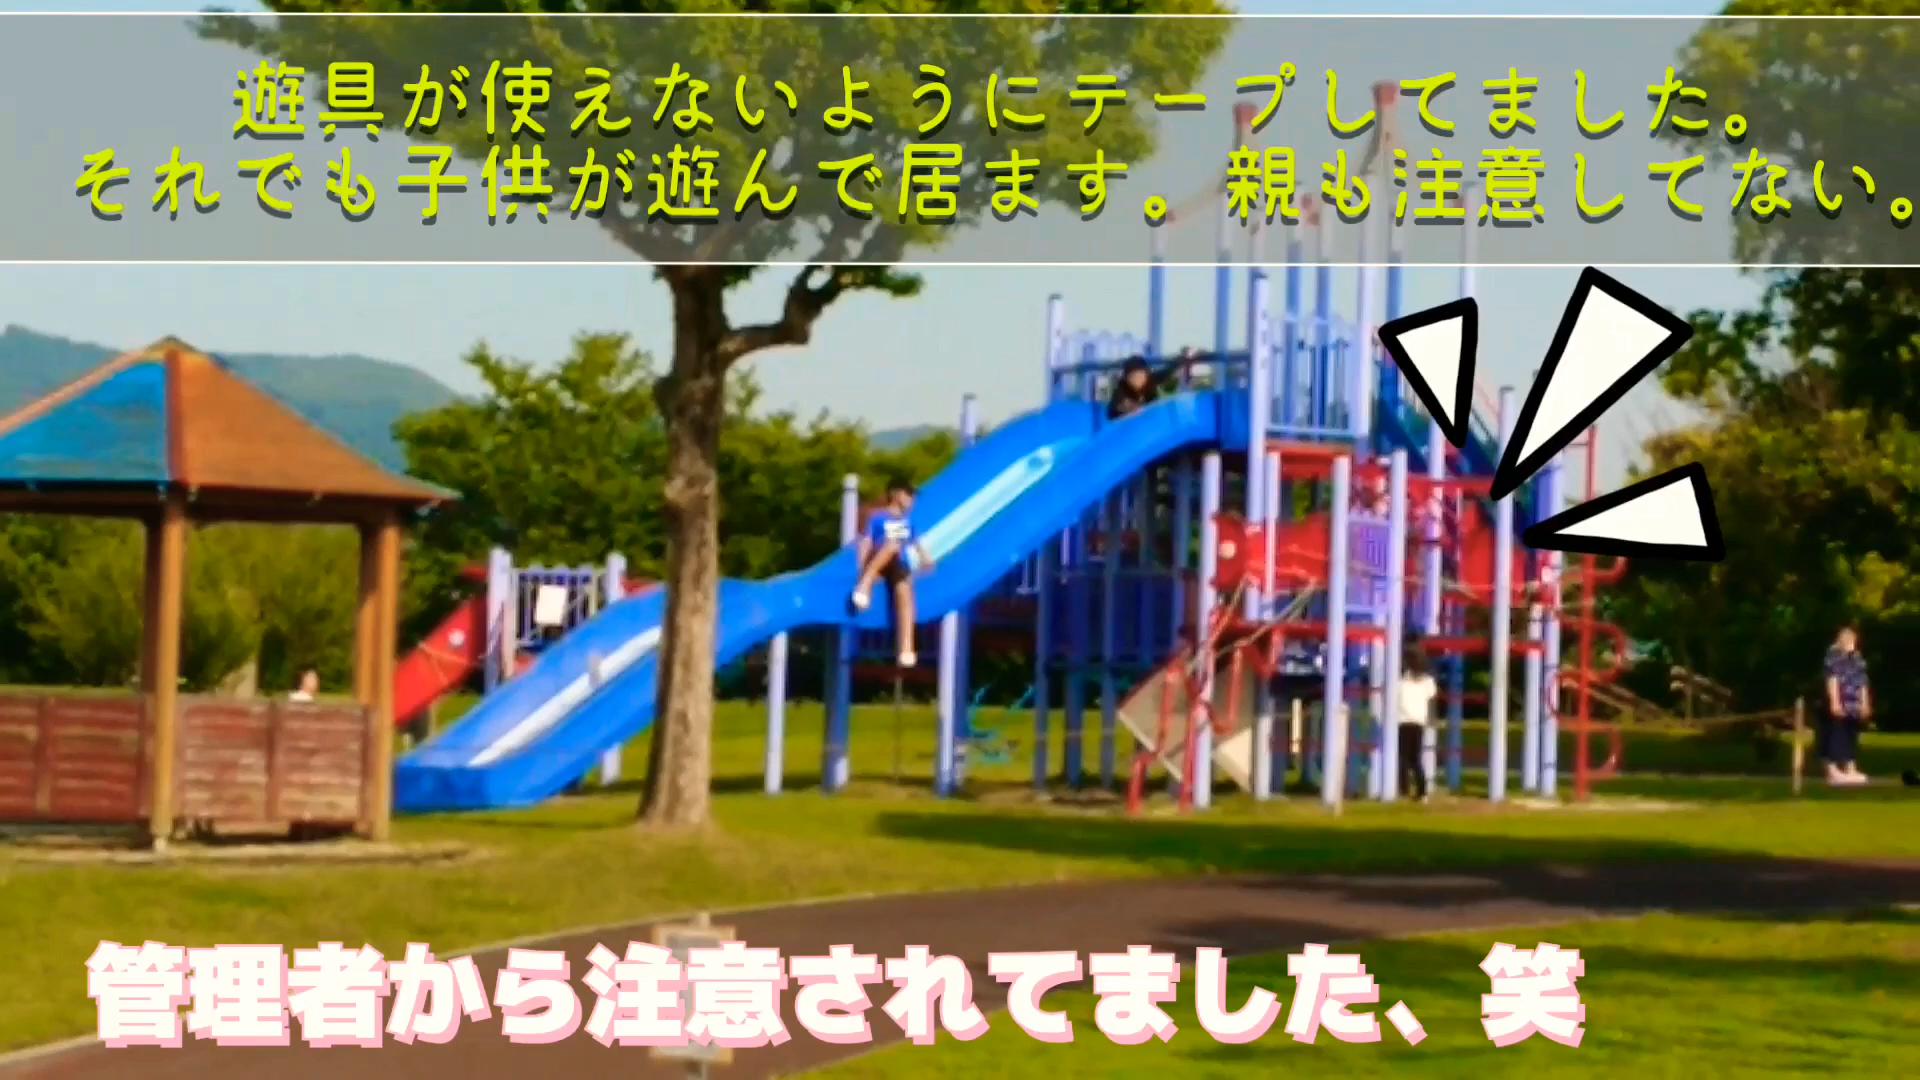 遊具が使えないようにテープしてました。
それでも子供が遊んで居ます。親も注意してない。
管理者から注意されてました、笑